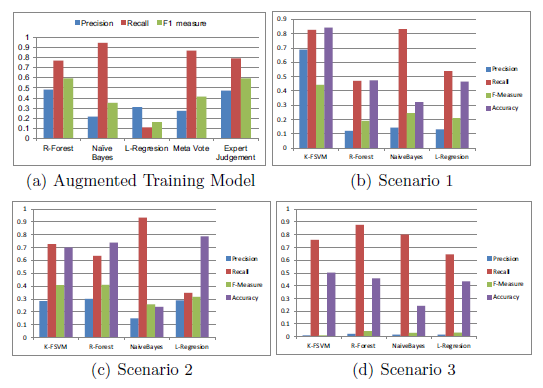 Precision Recall F1 measure
1
0.9
0.8
0.7
0.6
0.5
0.4
0.3
0.2
0.1
0
R-Forest Naïve Bayes L-Regresion Meta Vote Expert Judgement
(a) Augmented Training Model
0.9
0.8
0.7
0.6
0.5
0.4
0.3
0.2
0.1
0
Precision
Recall
F-Measure
Accuracy
K-FSVM R-Forest NaïveBayes L-Regresion
(b) Scenario 1
1
0.9
0.8
0.7
0.6
0.5
0.4
0.3
0.2
0.1
0
Precision
Recall
F-Measure
Accuracy
K-FSVM R-Forest NaïveBayes L-Regresion
(c) Scenario 2
1
0.9
0.8
0.7
0.6
0.5
0.4
0.3
0.2
0.1
0
Precision
Recall
F-Measure
Accuracy
K-FSVM R-Forest NaïveBayes L-Regresion
(d) Scenario 3